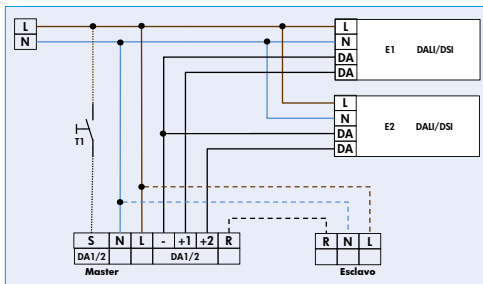 L
N
L
N
DA
DA
E1 DALI/DSI
L
N
DA
DA
E2 DALI/DSI
T1
S N L - +1 +2 R
DA1/2 DA1/2
Master
R N L
Esclavo